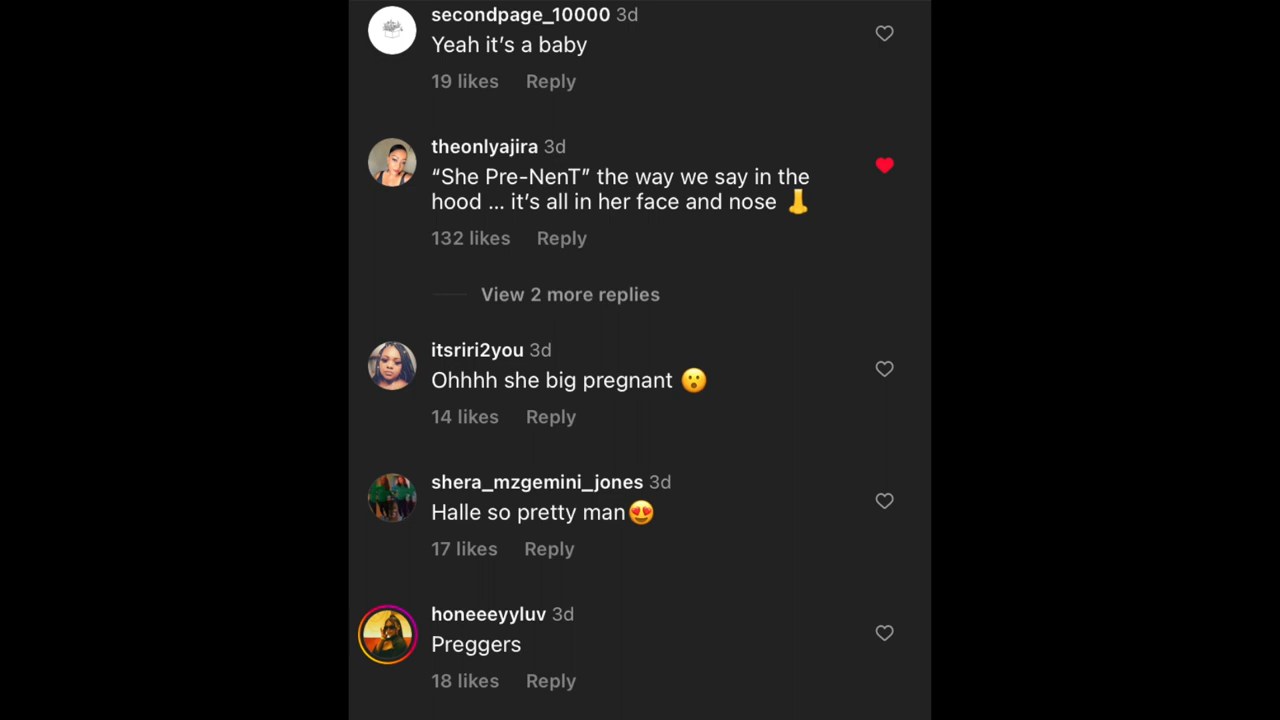 secondpage_10000 3d
Yeah it’s a baby
19 likes Reply
theonlyajira 3d
“She Pre-NenT” the way we say in the
hood ... it’s all in her face and nose 👃
132 likes Reply
View 2 more replies
itsriri2you 3d
Ohhhh she big pregnant 😮
14 likes Reply
shera_mzgemini_jones 3d
Halle so pretty man😍
17 likes Reply
honeeeyyluv 3d
Preggers
18 likes Reply